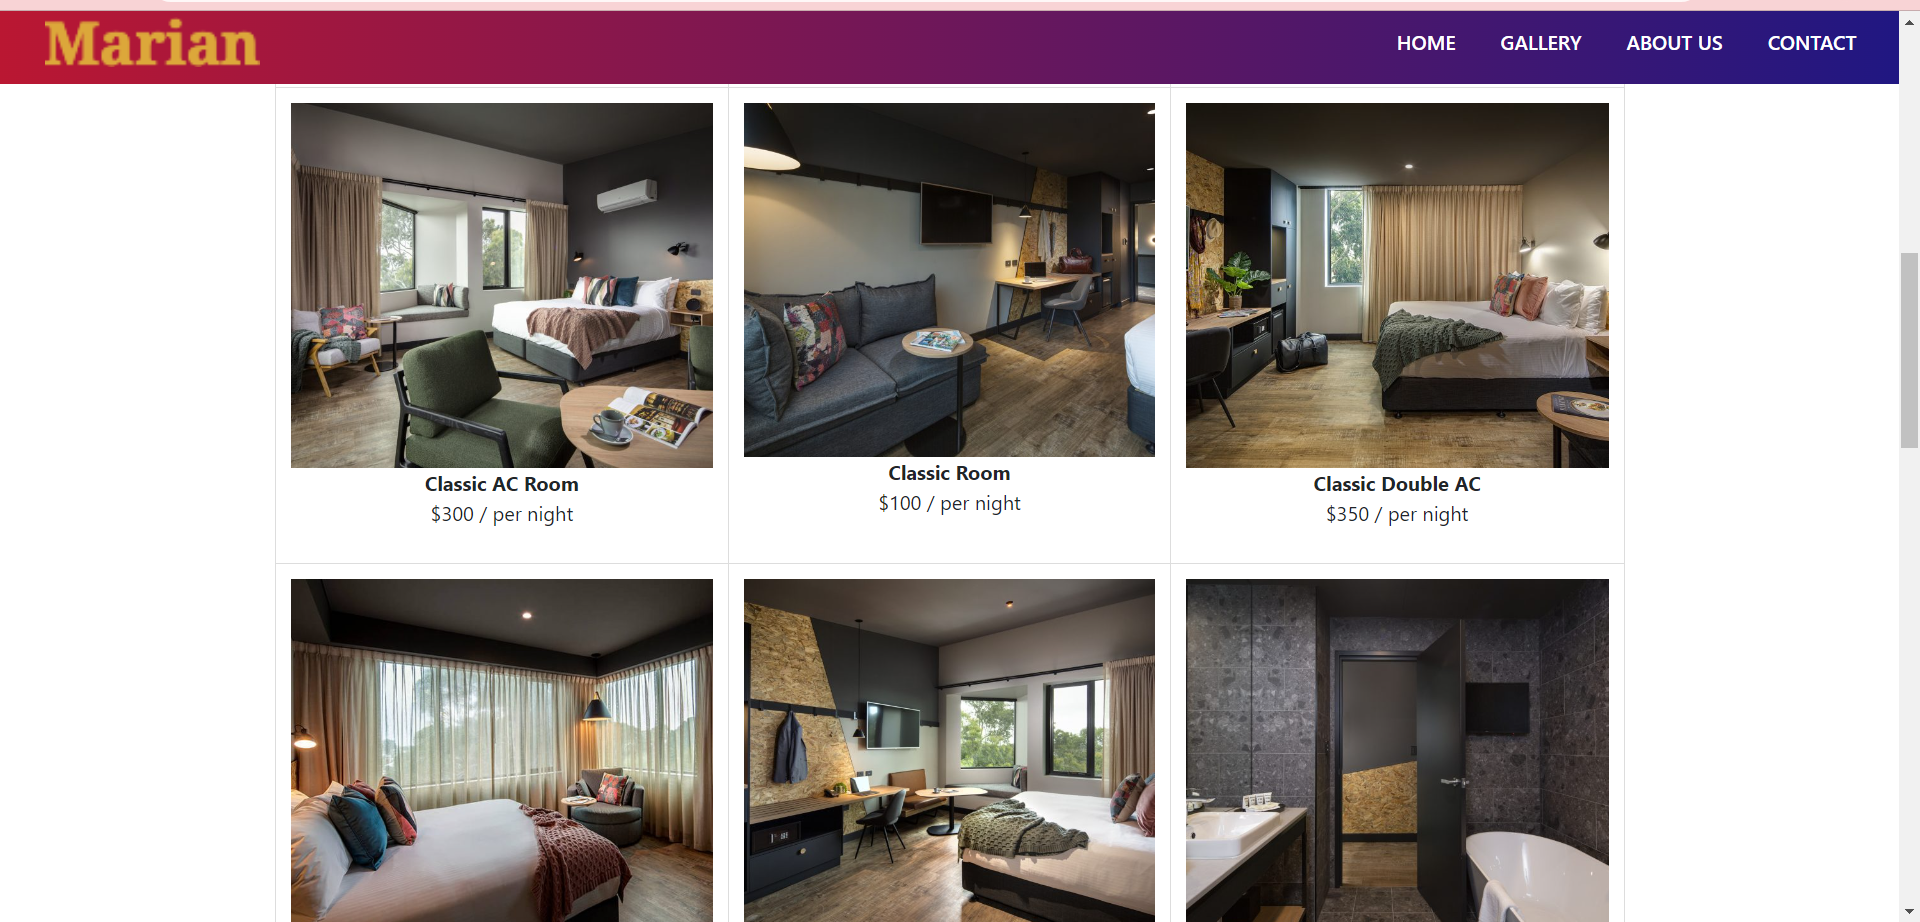 Marian
HOME GALLERY ABOUT US CONTACT
Classic AC Room
$300 / per night
Classic Room
$100 / per night
Classic Double AC
$350 / per night